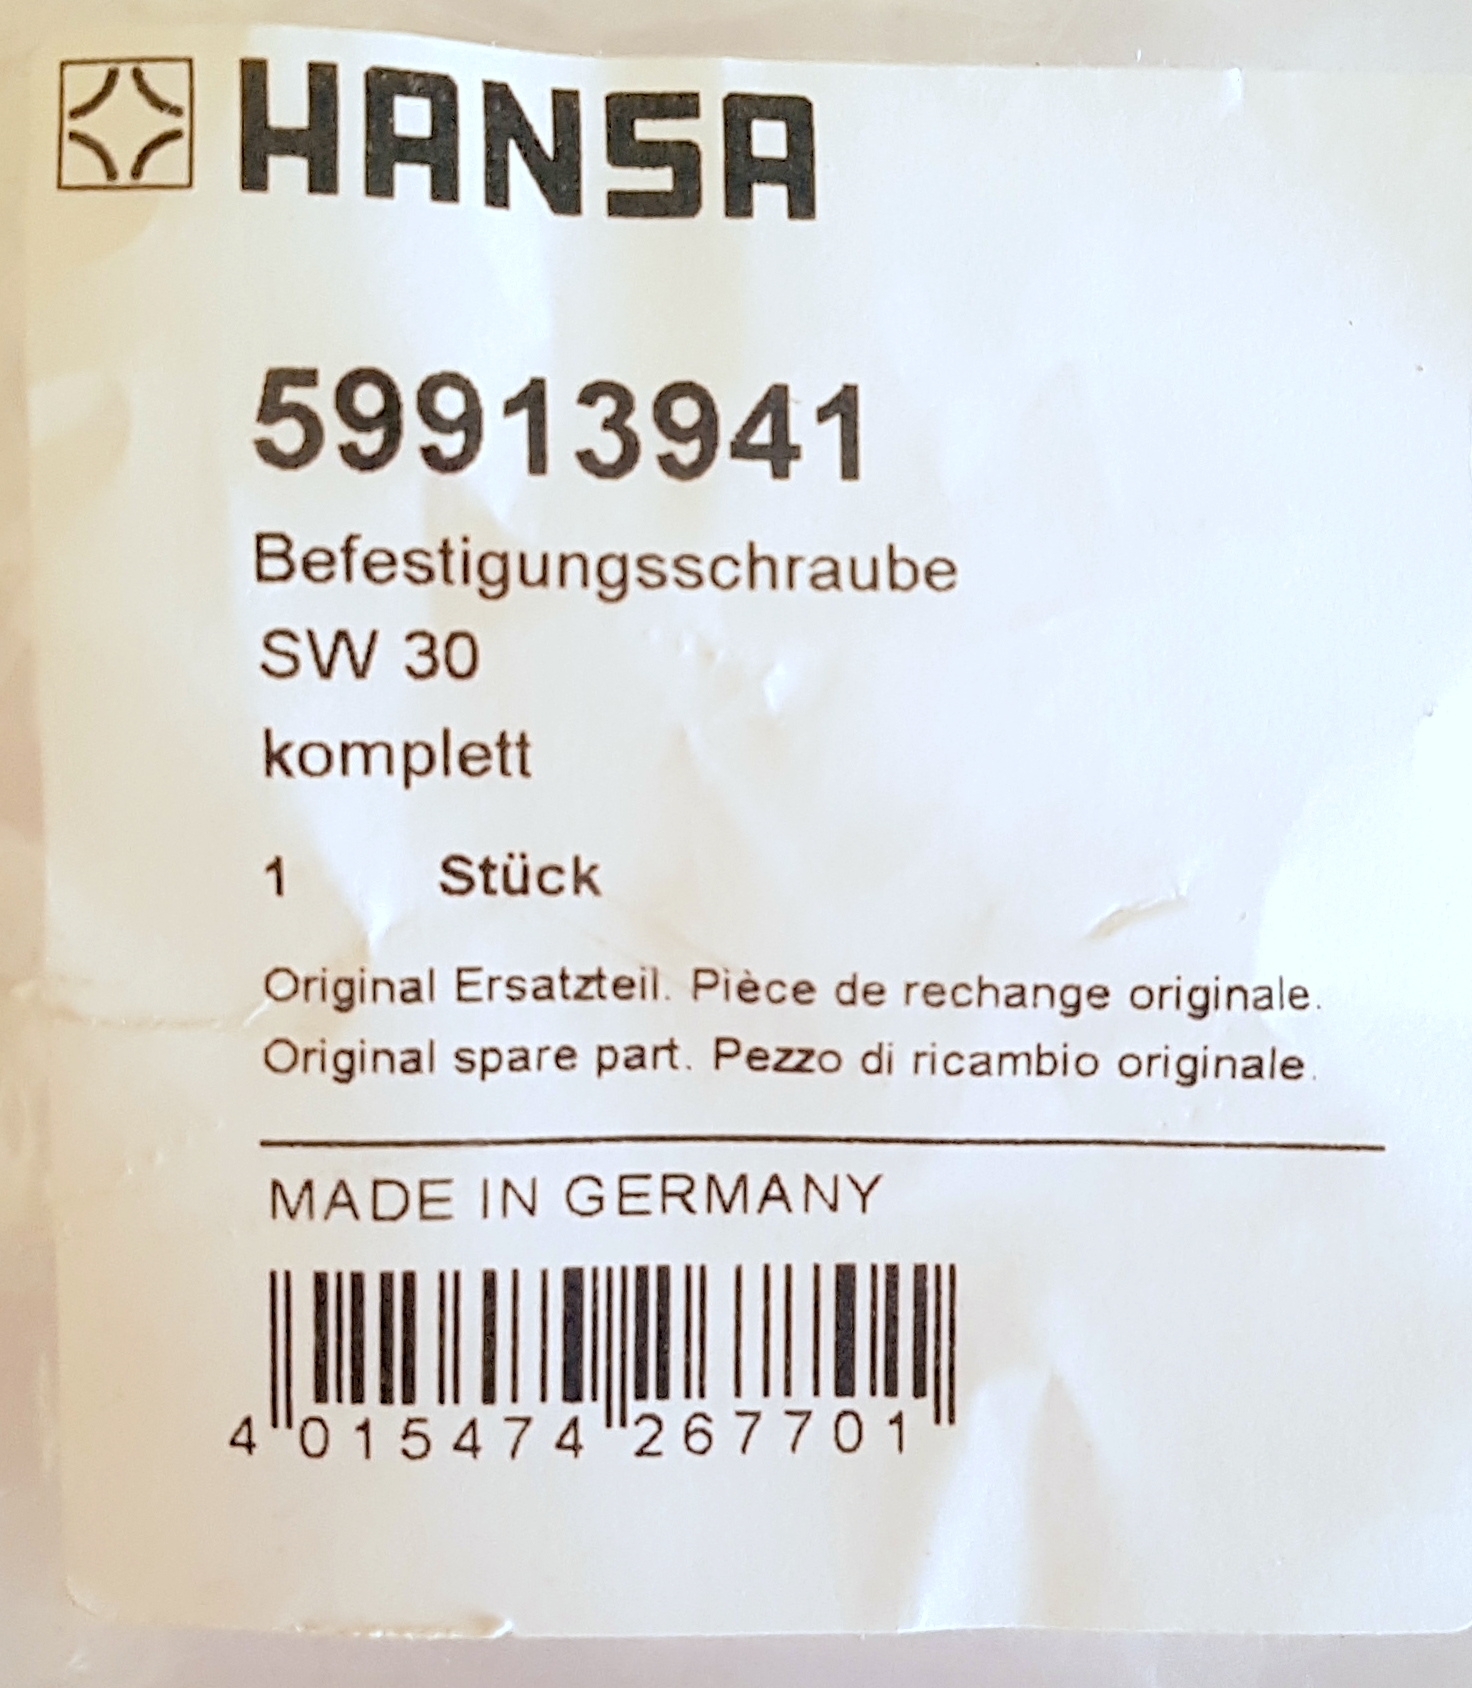 HANSA
59913941
Befestigungsschraube
SW 30
komplett
1 Stück
Original Ersatzteil. Pièce de rechange originale.
Original spare part. Pezzo di ricambio originale.
MADE IN GERMANY
4 015474 267701